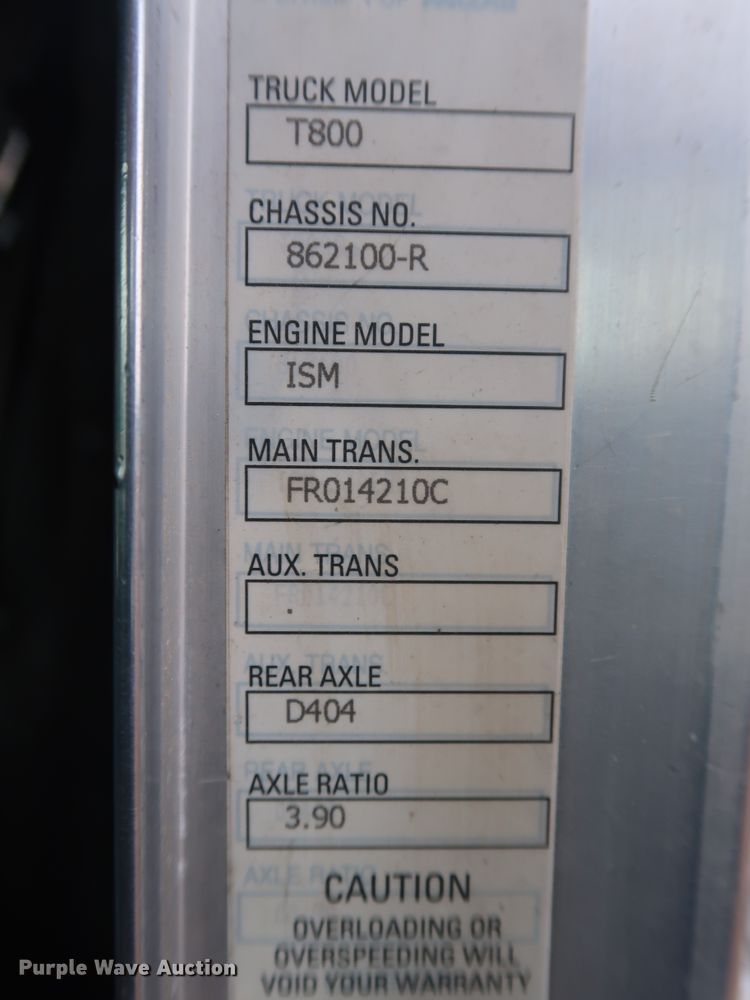 TRUCK MODEL
T800
CHASSIS NO.
862100-R
ENGINE MODEL
ISM
MAIN TRANS.
FR014210C
AUX. TRANS
.
REAR AXLE
D404
AXLE RATIO
3.90
CAUTION
OVERLOADING OR
OVERSPEEDING WILL
VOID YOUR WARRANTY
Purple Wave Auction